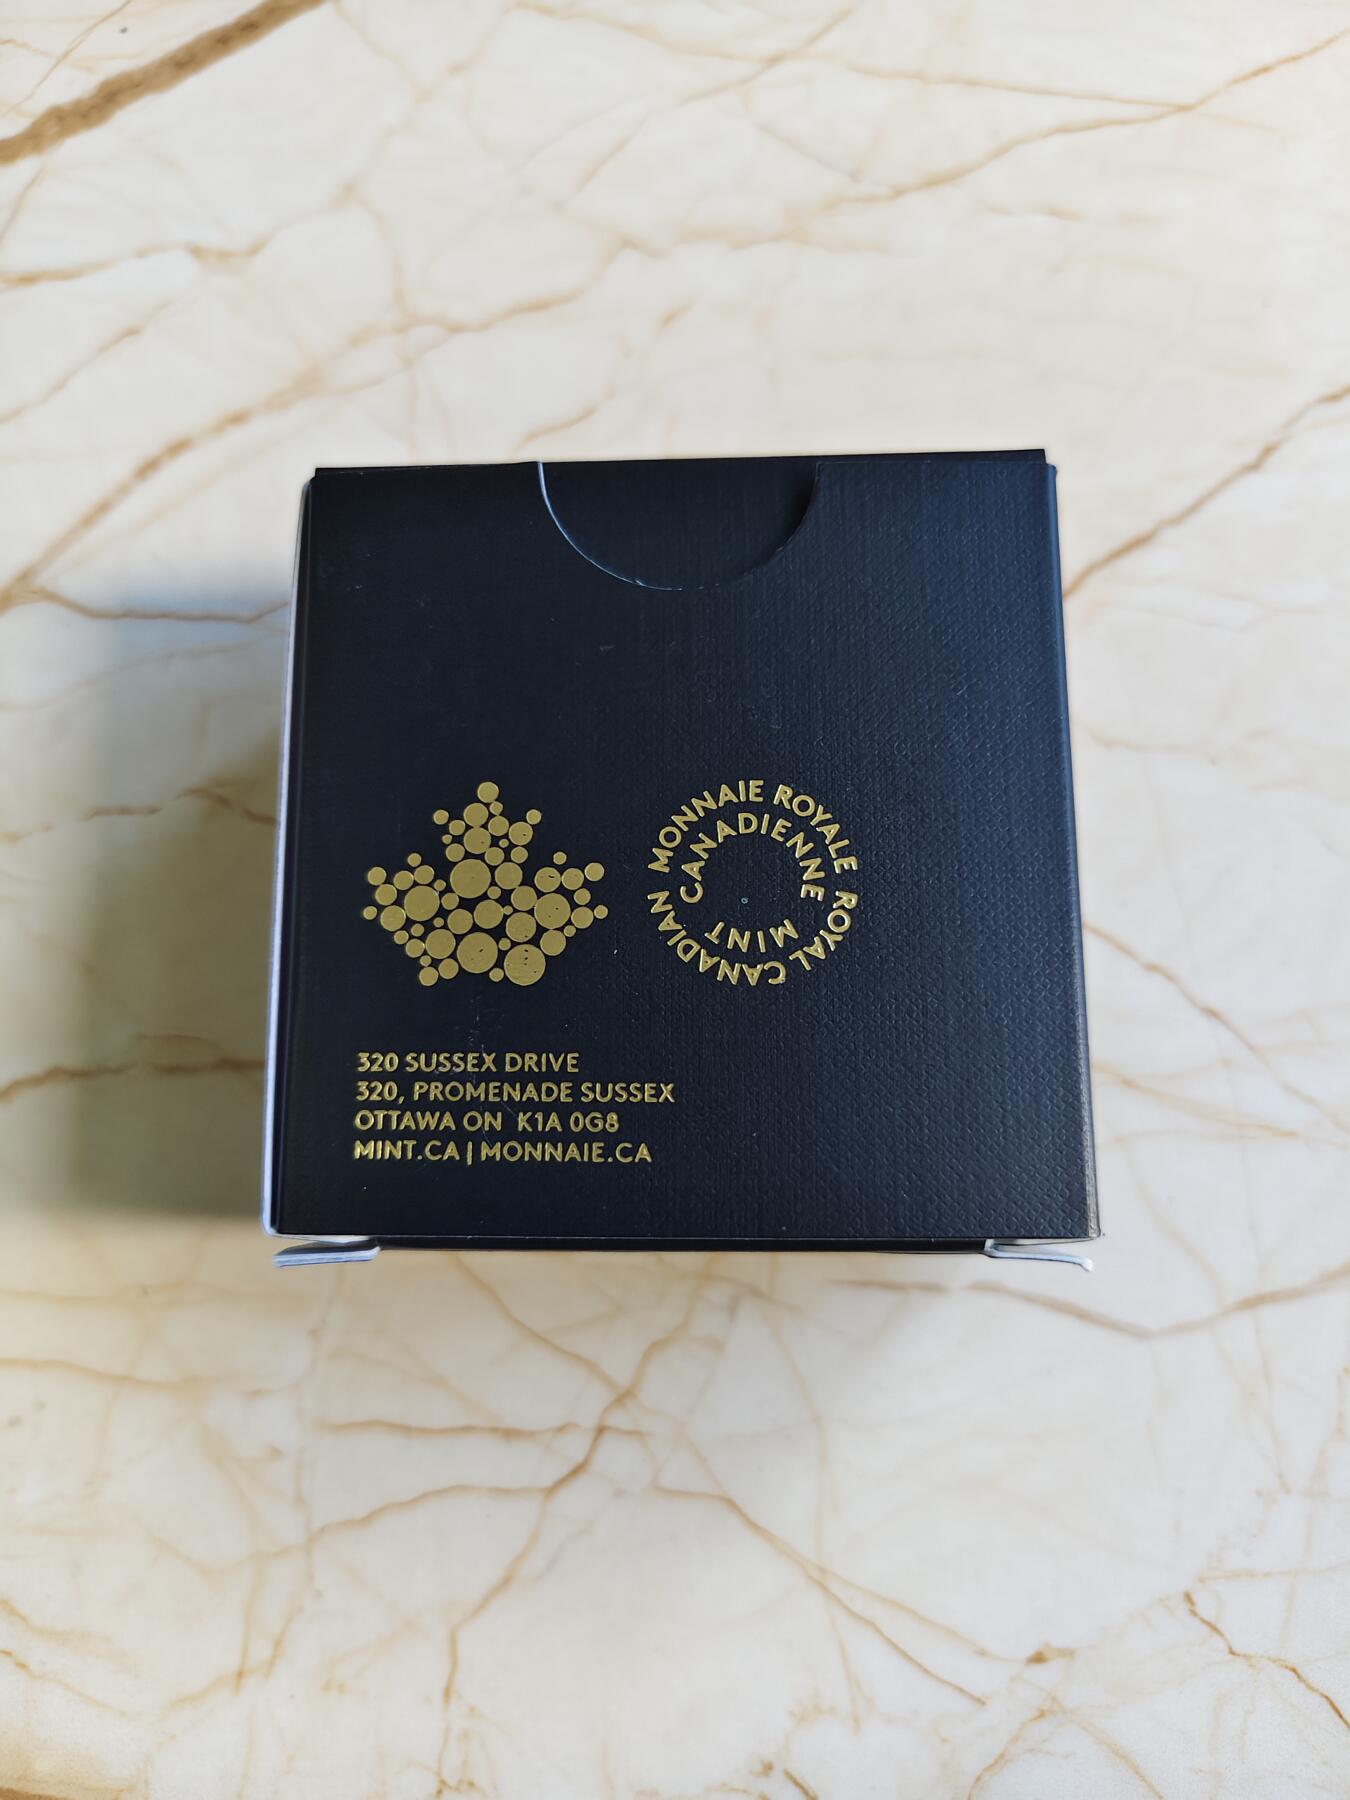 MONNAIE ROYALE
CANADIENNE
ROYAL CANADIAN
MINT
320 SUSSEX DRIVE
320, PROMENADE SUSSEX
OTTAWA ON K1A 0G8
MINT.CA | MONNAIE.CA